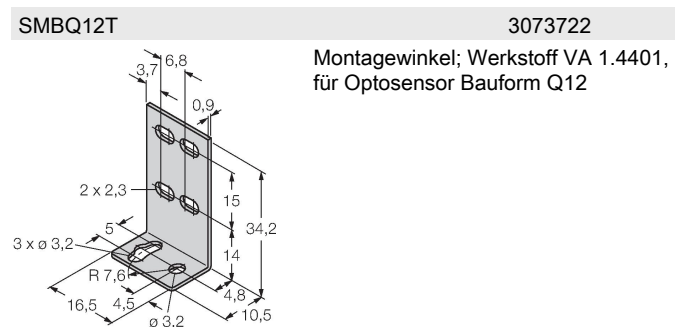 SMBQ12T 3073722
Montagewinkel; Werkstoff VA 1.4401,
für Optosensor Bauform Q12
6,8
3,7
0,9
2 x 2,3
15
34,2
5
3 x ø 3,2
14
R 7,6
4,8
16,5
4,5
10,5
ø 3,2